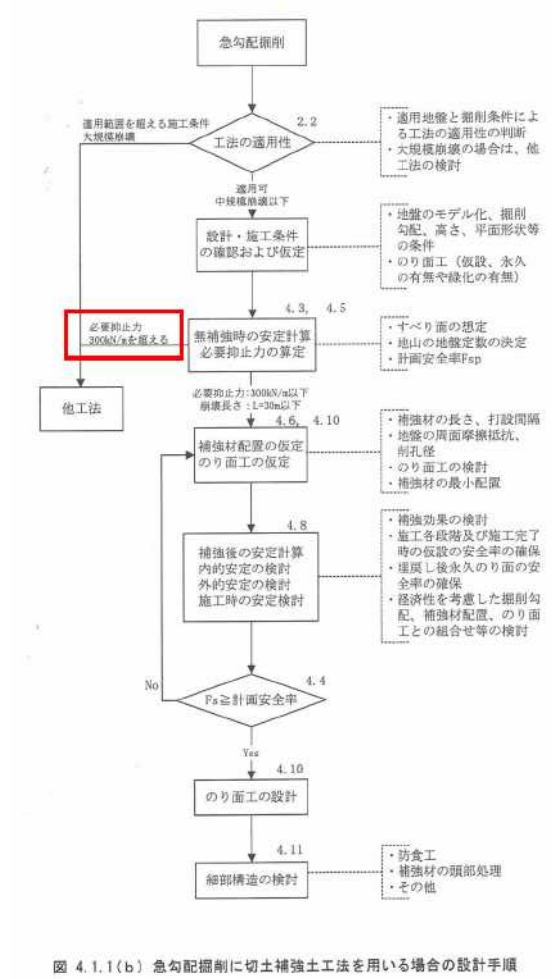 急勾配掘削
2.2
適用範囲を超える施工条件
大規模崩壊
工法の適用性
・適用地盤と掘削条件によ
る工法の適用性の判断
・大規模崩壊の場合は、他
工法の検討
適用可
中規模崩壊以下
設計・施工条件
の確認および仮定
・地盤のモデル化、掘削
勾配、高さ、平面形状等
の条件
・のり面工(仮設、永久
の有無や緑化の有無)
4.3, 4.5
必要抑止力
300kN/mを超える
無補強時の安定計算
必要抑止力の算定
・すべり面の想定
・地山の地盤定数の決定
・計画安全率Fsp
他工法
必要抑止力:300kN/m以下
崩壊長さ:L=30m以下
4.6, 4.10
補強材配置の仮定
のり面工の仮定
・補強材の長さ、打設間隔
・地盤の周面摩擦抵抗、
削孔径
・のり面工の検討
・補強材の最小配置
4.8
補強後の安定計算
内的安定の検討
外的安定の検討
施工時の安定検討
・補強効果の検討
・施工各段階及び施工完了
時の仮設の安全率の確保
・埋戻し後永久のり面の安
全率の確保
・経済性を考慮した掘削勾
配、補強材配置、のり面
工との組合せ等の検討
No
4.4
Fs≧計画安全率
Yes
4.10
のり面工の設計
4.11
細部構造の検討
・防食工
・補強材の頭部処理
・その他
図 4.1.1(b) 急勾配掘削に切土補強土工法を用いる場合の設計手順